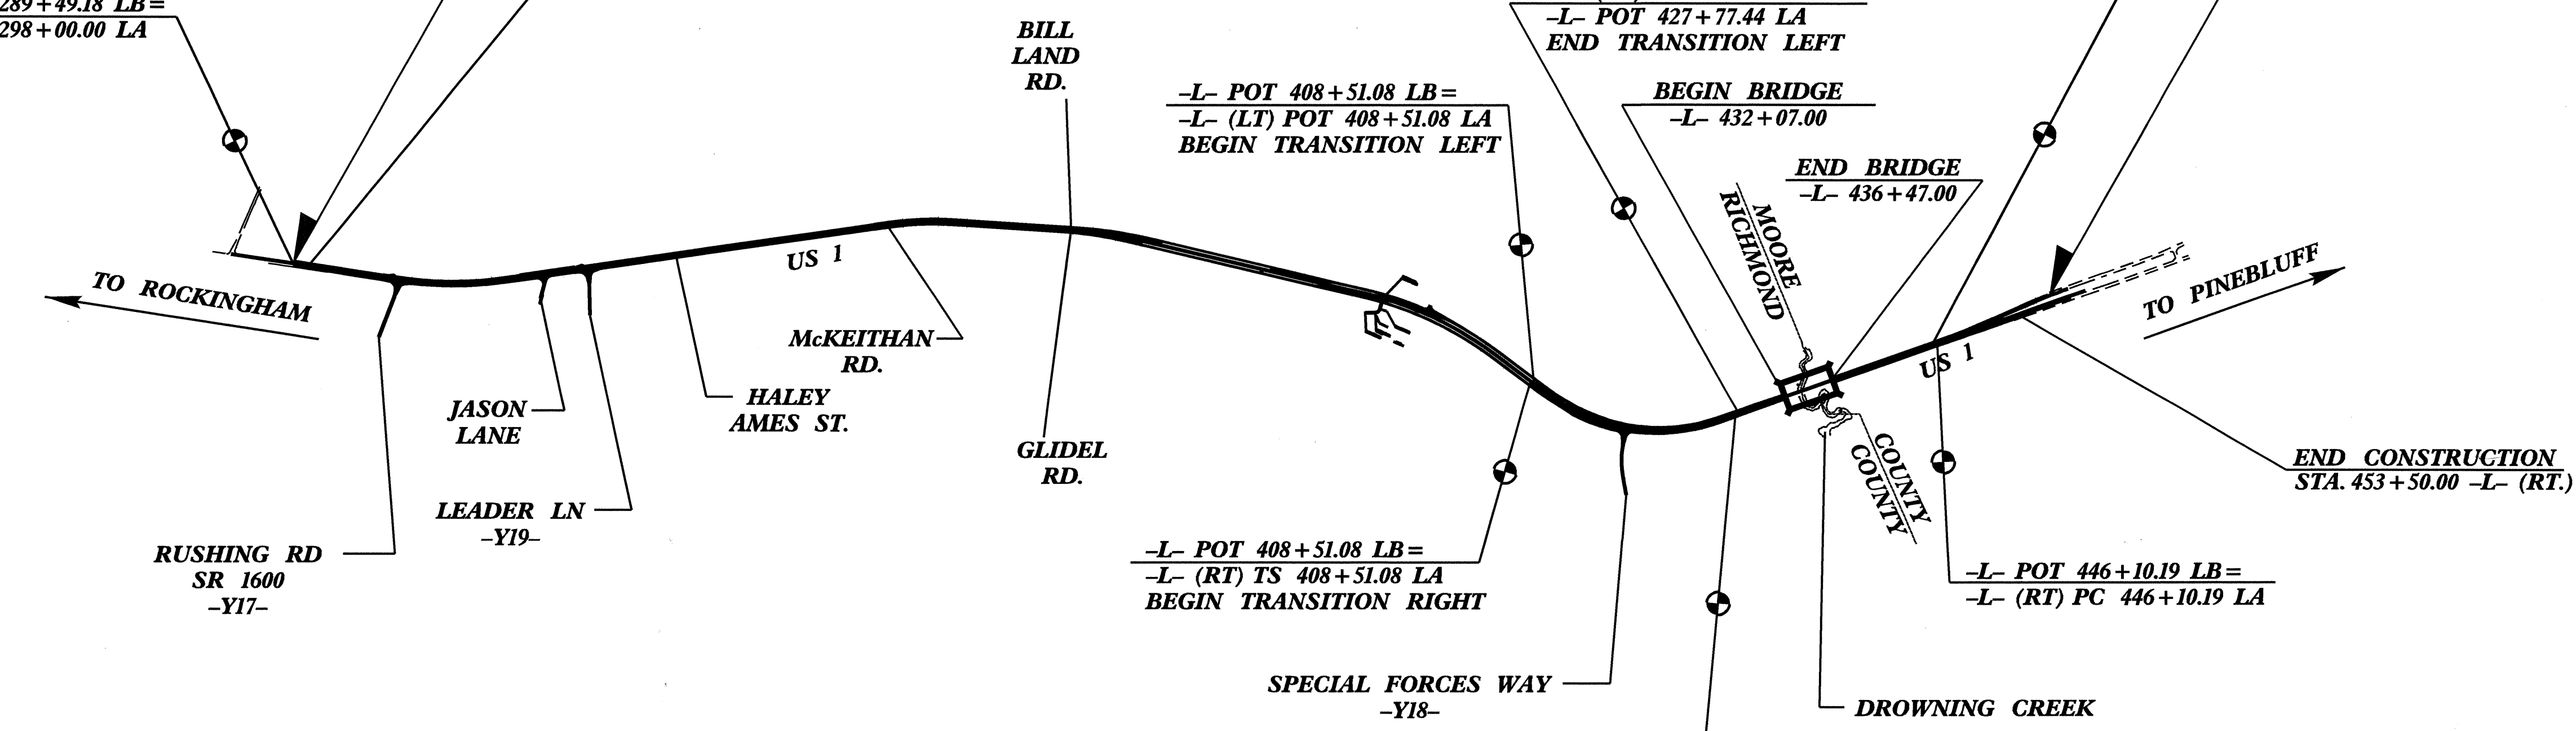 289+49.18 LB=
298+00.00 LA
TO ROCKINGHAM
RUSHING RD
SR 1600
–Y17–
JASON
LANE
LEADER LN
–Y19–
HALEY
AMES ST.
US 1
McKEITHAN
RD.
BILL
LAND
RD.
GLIDEL
RD.
–L– POT 408+51.08 LB=
–L– (LT) POT 408+51.08 LA
BEGIN TRANSITION LEFT
–L– POT 408+51.08 LB=
–L– (RT) TS 408+51.08 LA
BEGIN TRANSITION RIGHT
SPECIAL FORCES WAY
–Y18–
–L– POT 427+77.44 LA
END TRANSITION LEFT
BEGIN BRIDGE
–L– 432+07.00
END BRIDGE
–L– 436+47.00
MOORE
RICHMOND
COUNTY
COUNTY
DROWNING CREEK
US 1
–L– POT 446+10.19 LB=
–L– (RT) PC 446+10.19 LA
TO PINEBLUFF
END CONSTRUCTION
STA. 453+50.00 –L– (RT.)